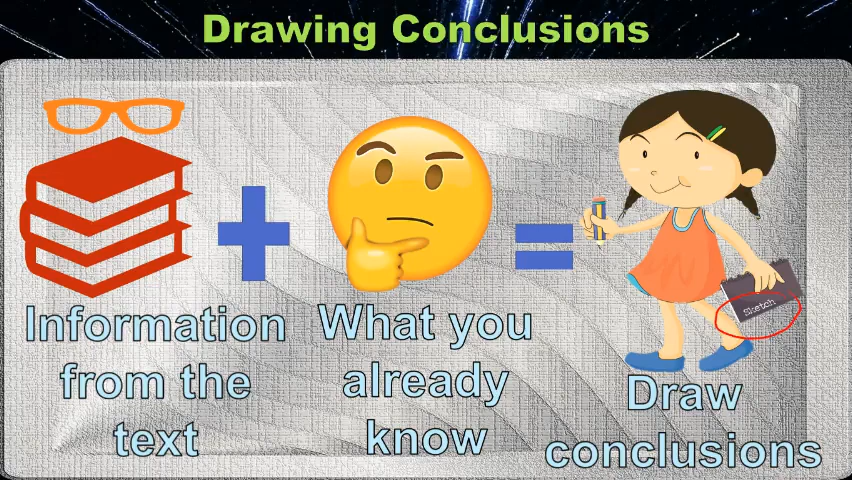 Drawing Conclusions
Information
from the
text
What you
already
know
Sketch
Draw
conclusions